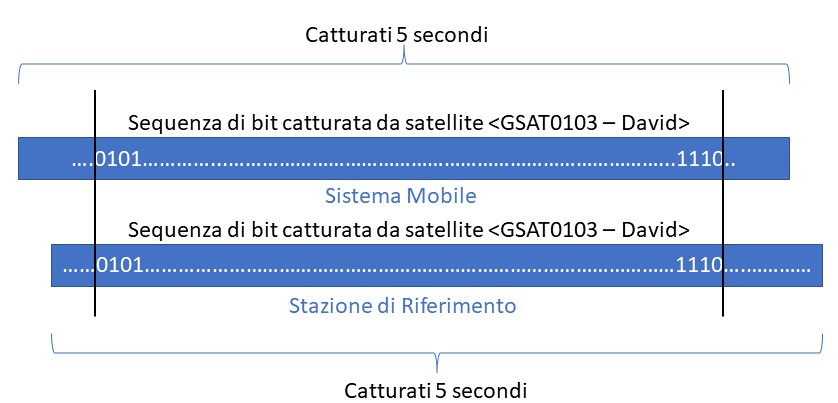 Catturati 5 secondi
Sequenza di bit catturata da satellite <GSAT0103 – David>
....0101……………………………………………………………………………...1110..
Sistema Mobile
Sequenza di bit catturata da satellite <GSAT0103 – David>
……0101……………………………………………………………………………...1110……………
Stazione di Riferimento
Catturati 5 secondi